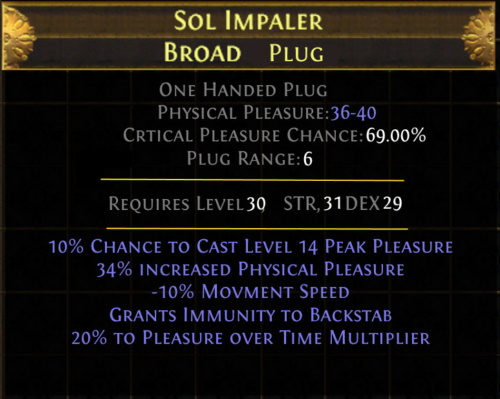 Sol Impaler
Broad Plug
One Handed Plug
Physical Pleasure:36-40
Crtical Pleasure Chance:69.00%
Plug Range:6
Requires Level 30, STR, 31 DEX 29
10% Chance to Cast Level 14 Peak Pleasure
34% increased Physical Pleasure
-10% Movment Speed
Grants Immunity to Backstab
20% to Pleasure over Time Multiplier